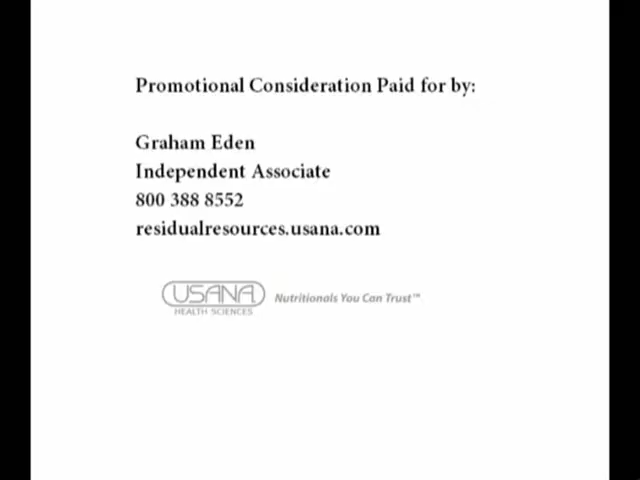 Promotional Consideration Paid for by:
Graham Eden
Independent Associate
800 388 8552
residualresources.usana.com
USANA Nutritionals You Can Trust™
HEALTH SCIENCES